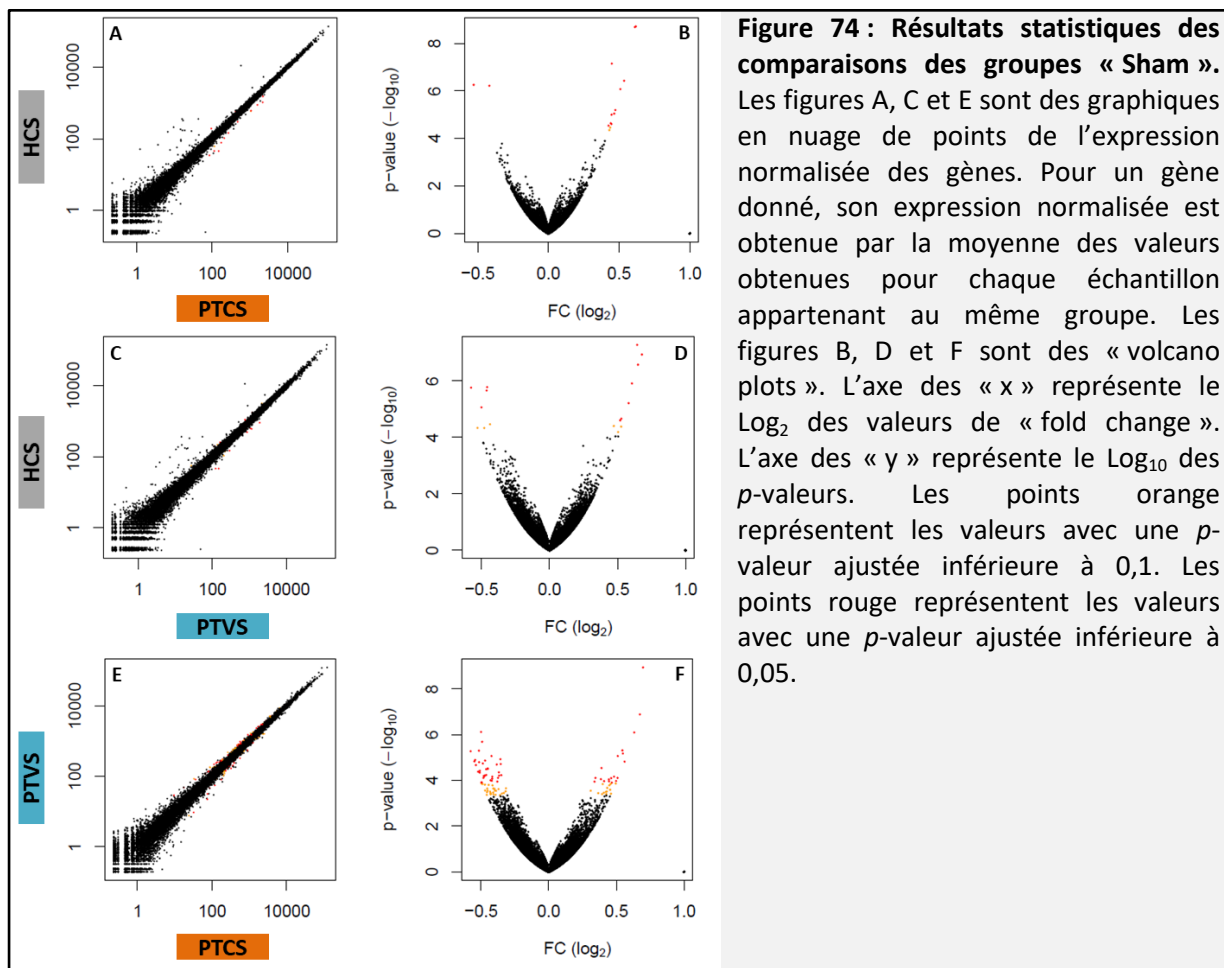 A
HCS
10000
100
1
1
100
10000
PTCS
B
p-value (−log10)
8
6
4
2
0
−0.5
0.0
0.5
1.0
FC (log2)
C
HCS
10000
100
1
1
100
10000
PTVS
D
p-value (−log10)
6
4
2
0
−0.5
0.0
0.5
1.0
FC (log2)
E
PTVS
10000
100
1
1
100
10000
PTCS
F
p-value (−log10)
8
6
4
2
0
−0.5
0.0
0.5
1.0
FC (log2)
Figure 74 : Résultats statistiques des
comparaisons des groupes « Sham ».
Les figures A, C et E sont des graphiques
en nuage de points de l’expression
normalisée des gènes. Pour un gène
donné, son expression normalisée est
obtenue par la moyenne des valeurs
obtenues pour chaque échantillon
appartenant au même groupe. Les
figures B, D et F sont des « volcano
plots ». L’axe des « x » représente le
Log2 des valeurs de « fold change ».
L’axe des « y » représente le Log10 des
p-valeurs. Les points orange
représentent les valeurs avec une p-
valeur ajustée inférieure à 0,1. Les
points rouge représentent les valeurs
avec une p-valeur ajustée inférieure à
0,05.